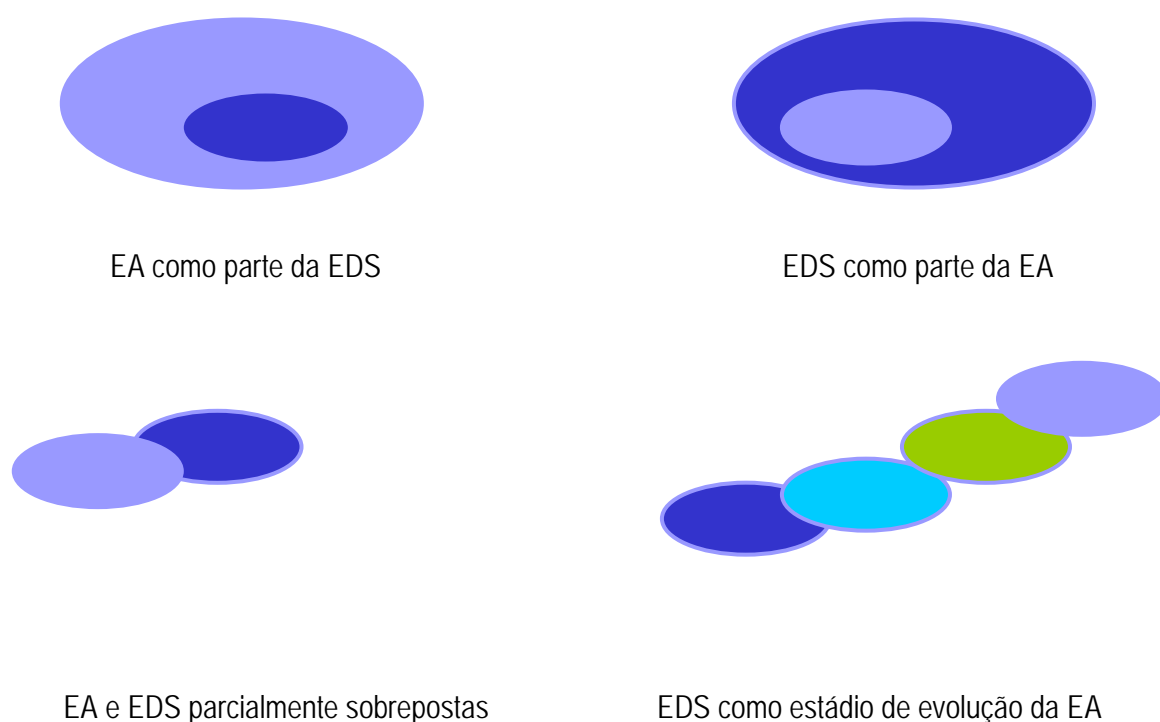 EA como parte da EDS
EDS como parte da EA
EA e EDS parcialmente sobrepostas
EDS como estádio de evolução da EA